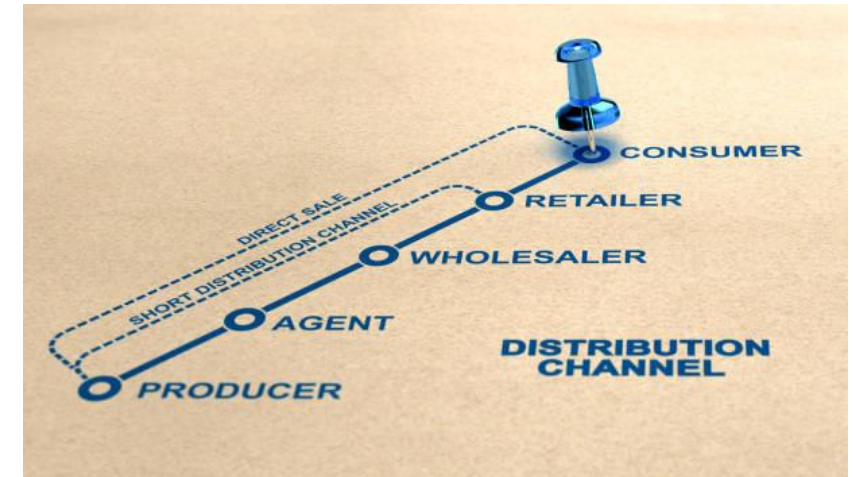 CONSUMER
DIRECT SALE
RETAILER
SHORT DISTRIBUTION CHANNEL
WHOLESALER
AGENT
DISTRIBUTION
CHANNEL
PRODUCER